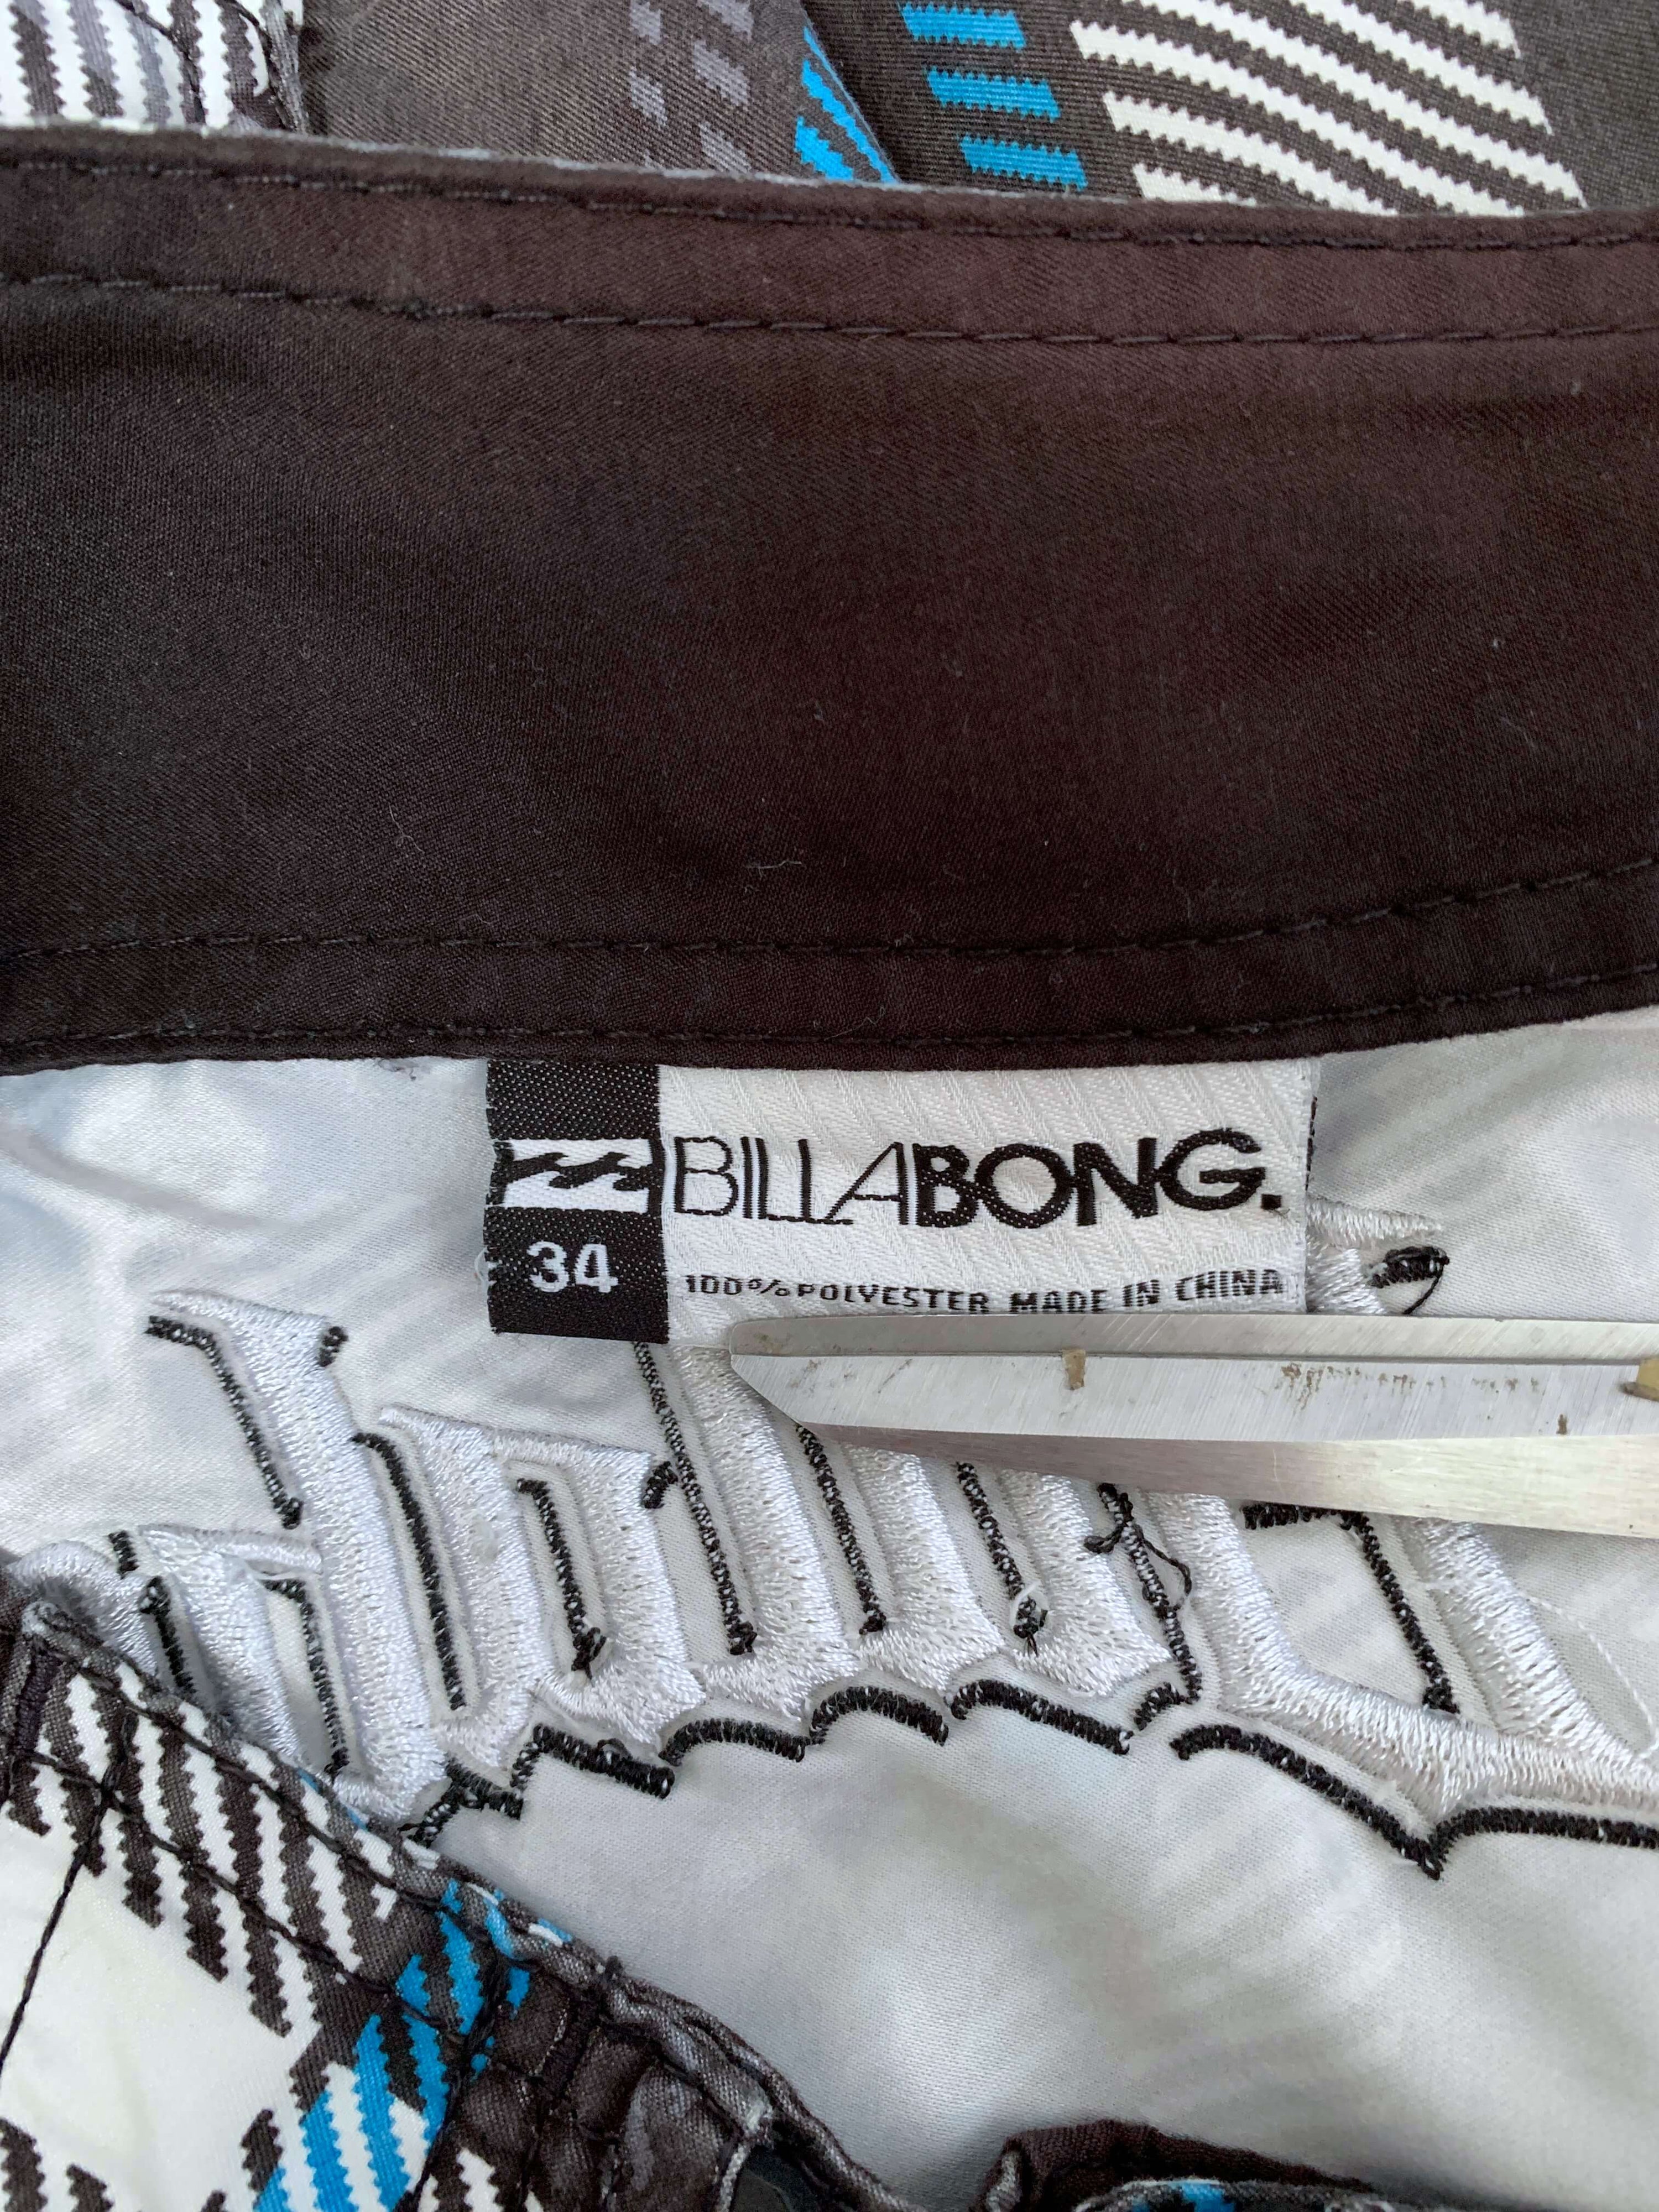 BILLABONG.
34
100% POLYESTER MADE IN CHINA